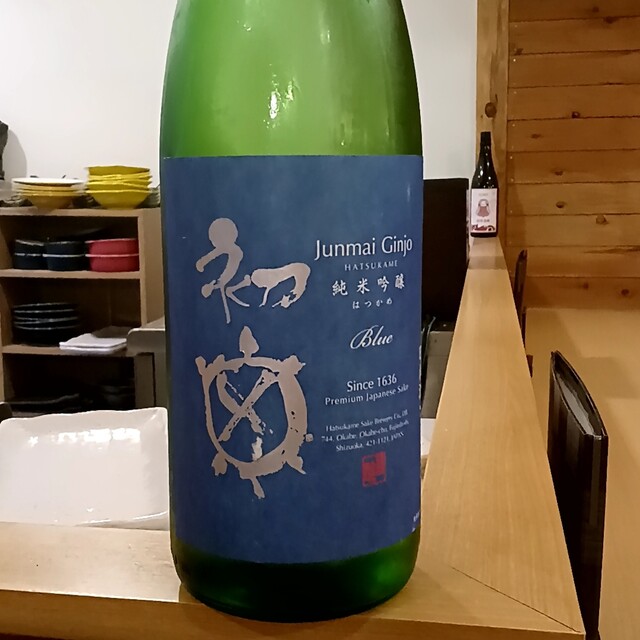 初亀
Junmai Ginjo
HATSUKAME
純米吟醸
はつかめ
Blue
Since 1636
Premium Japanese Sake
Hatsukame Sake Brewery Co., Ltd.
744, Okabe, Okabe-cho, Fujieda-shi,
Shizuoka, 421-1121, JAPAN